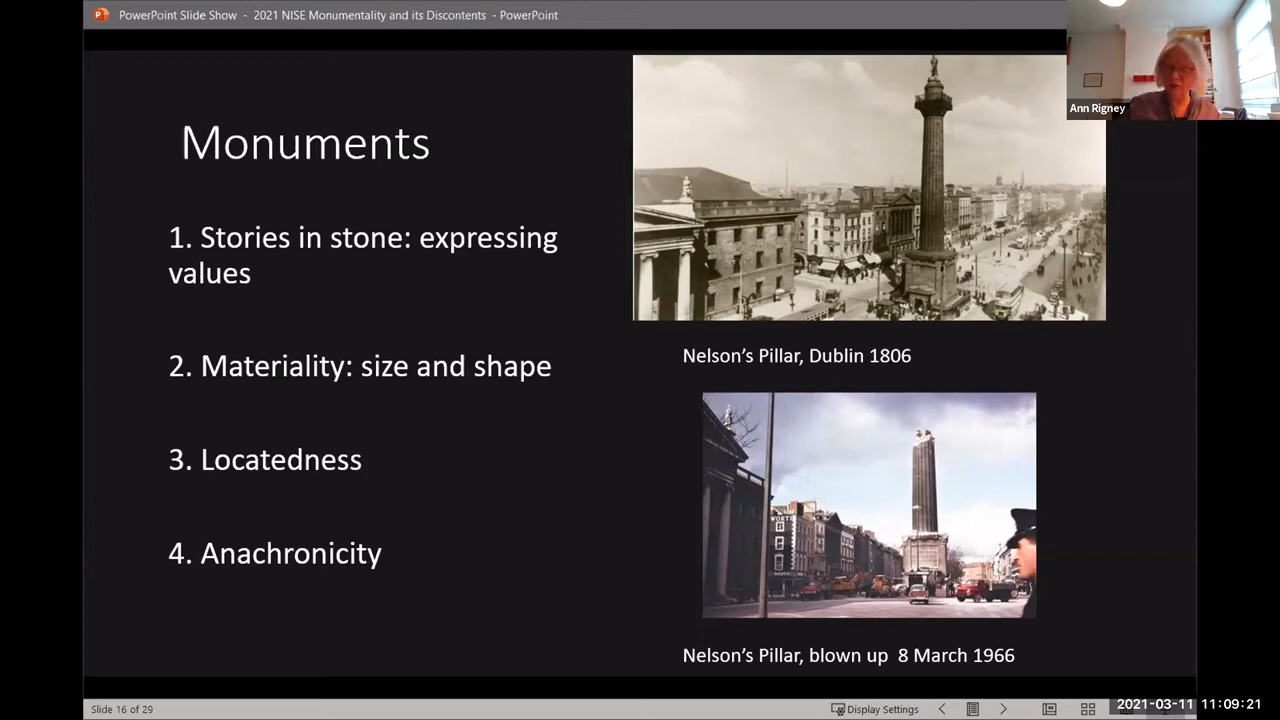 PowerPoint Slide Show - 2021 NISE Monumentality and its Discontents - PowerPoint
Ann Rigney
Monuments
1. Stories in stone: expressing
values
2. Materiality: size and shape
3. Locatedness
4. Anachronicity
Nelson’s Pillar, Dublin 1806
WORTH
Nelson’s Pillar, blown up 8 March 1966
Slide 16 of 29
Display Settings
2021-03-11 11:09:21